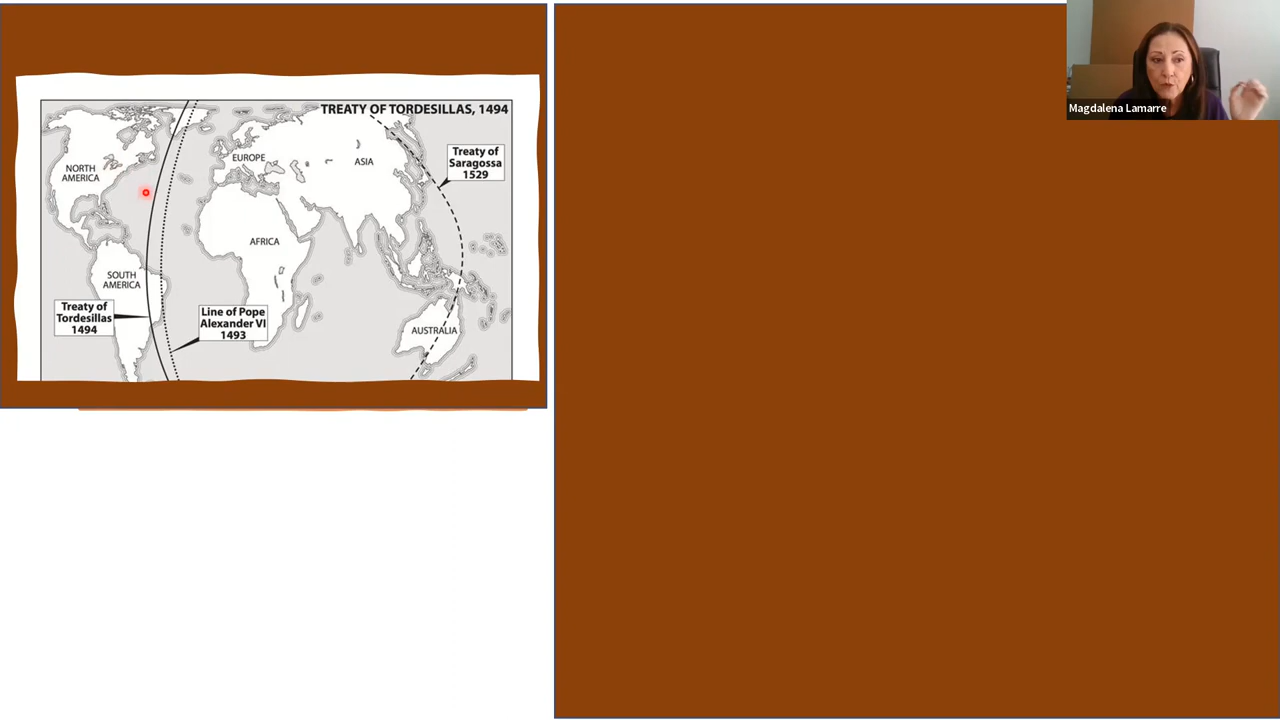 TREATY OF TORDESILLAS, 1494
NORTH
AMERICA
EUROPE
ASIA
Treaty of
Saragossa
1529
AFRICA
SOUTH
AMERICA
Treaty of
Tordesillas
1494
Line of Pope
Alexander VI
1493
AUSTRALIA
Magdalena Lamarre